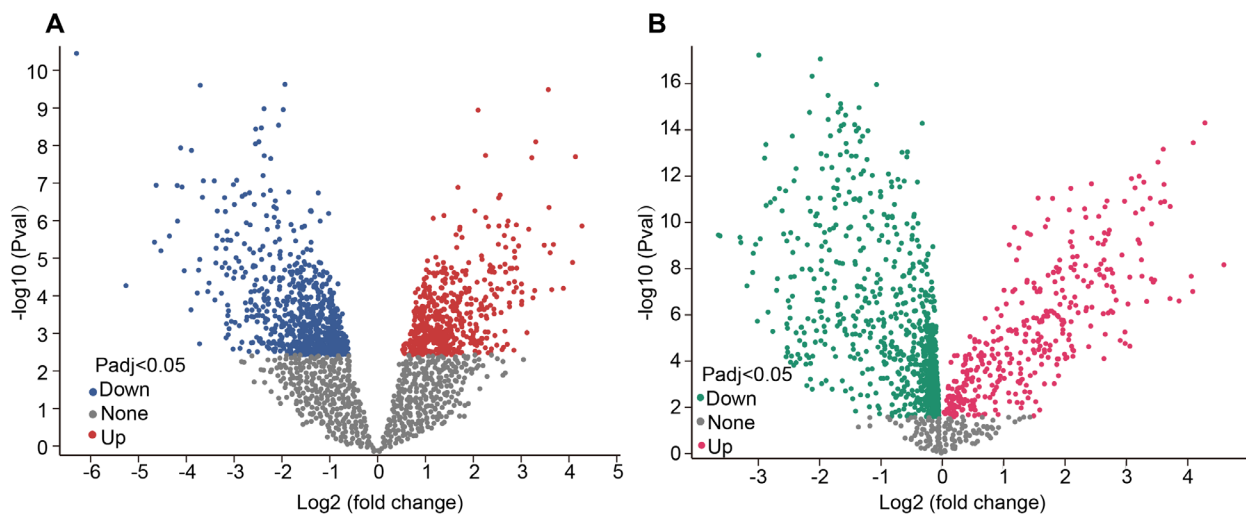 A
-log10 (Pval)
10
9
8
7
6
5
4
3
2
1
0
Padj<0.05
Down
None
Up
-6 -5 -4 -3 -2 -1 0 1 2 3 4 5
Log2 (fold change)
B
-log10 (Pval)
16
14
12
10
8
6
4
2
0
Padj<0.05
Down
None
Up
-3 -2 -1 0 1 2 3 4
Log2 (fold change)